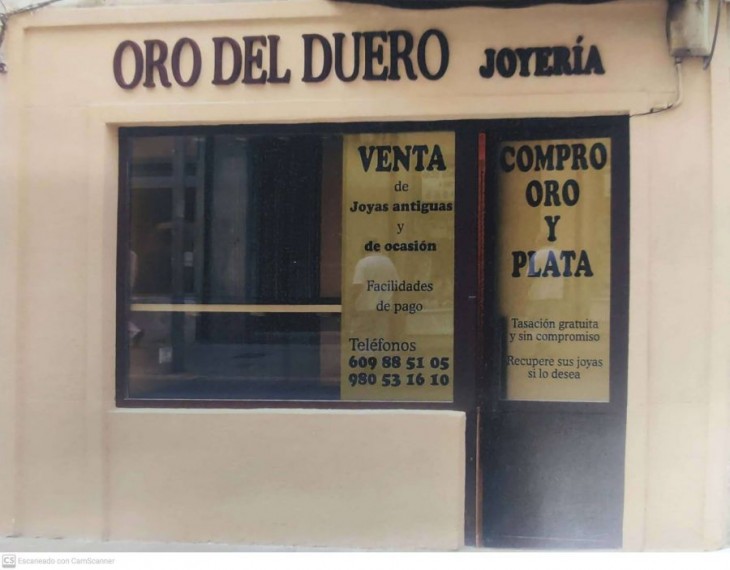 ORO DEL DUERO JOYERÍA
VENTA
de
Joyas antiguas
y
de ocasión
Facilidades
de pago
Teléfonos
609 88 51 05
980 53 16 10
COMPRO
ORO
Y
PLATA
Tasación gratuita
y sin compromiso
Recupere sus joyas
si lo desea
CS Escaneado con CamScanner